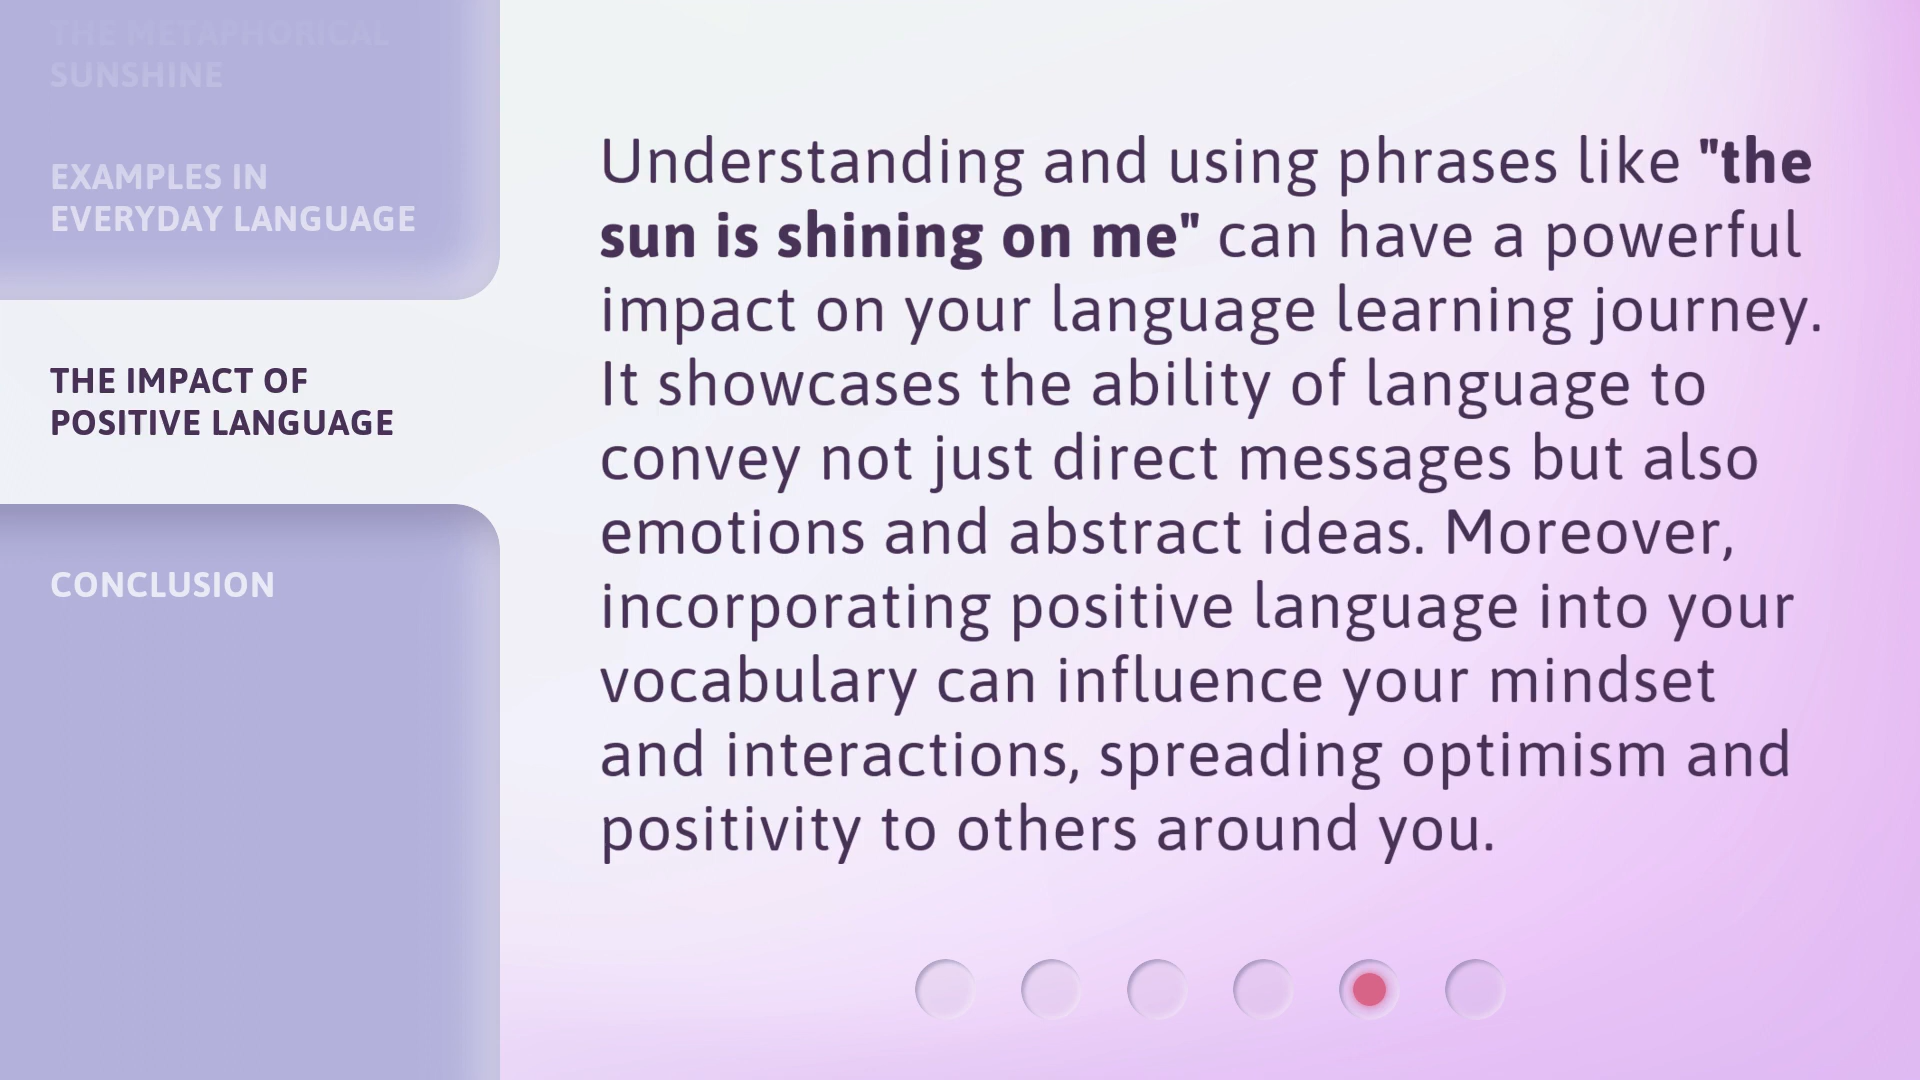 THE METAPHORICAL
SUNSHINE
EXAMPLES IN
EVERYDAY LANGUAGE
THE IMPACT OF
POSITIVE LANGUAGE
CONCLUSION
Understanding and using phrases like "the
sun is shining on me" can have a powerful
impact on your language learning journey.
It showcases the ability of language to
convey not just direct messages but also
emotions and abstract ideas. Moreover,
incorporating positive language into your
vocabulary can influence your mindset
and interactions, spreading optimism and
positivity to others around you.